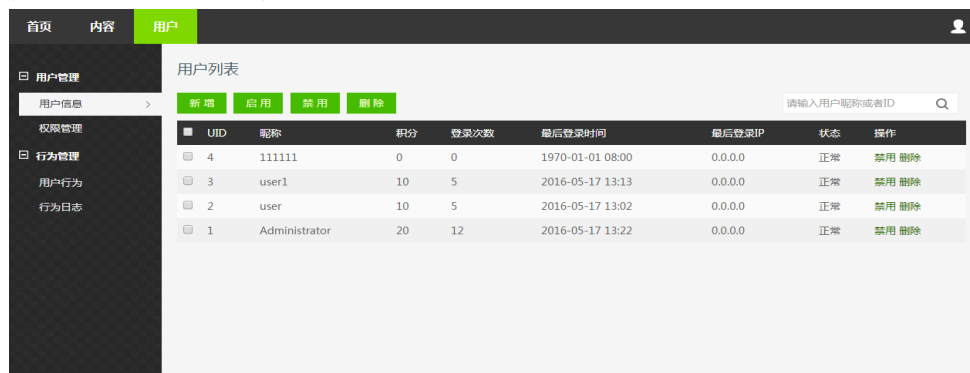 首页 内容 用户
用户管理
用户信息
权限管理
行为管理
用户行为
行为日志
用户列表
新增 启用 禁用 删除 请输入用户昵称或者ID
UID 昵称 积分 登录次数 最后登录时间 最后登录IP 状态 操作
4 111111 0 0 1970-01-01 08:00 0.0.0.0 正常 禁用 删除
3 user1 10 5 2016-05-17 13:13 0.0.0.0 正常 禁用 删除
2 user 10 5 2016-05-17 13:02 0.0.0.0 正常 禁用 删除
1 Administrator 20 12 2016-05-17 13:22 0.0.0.0 正常 禁用 删除